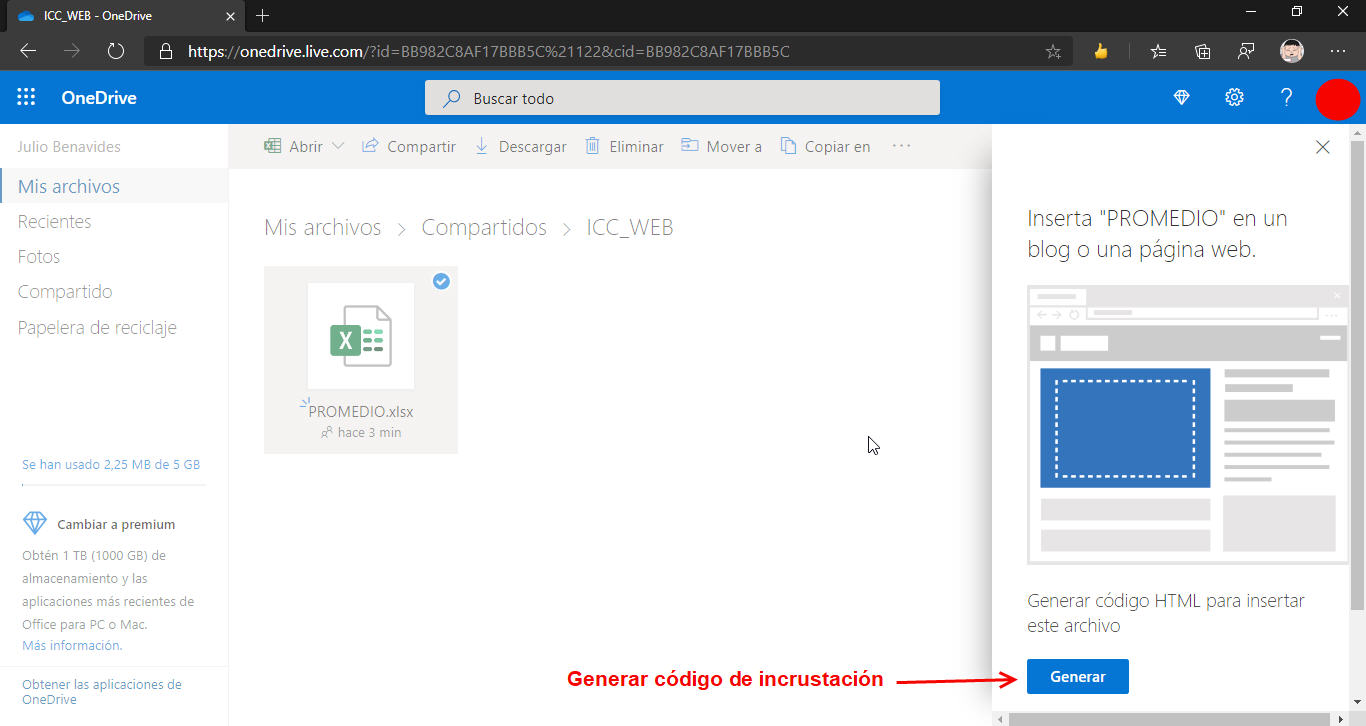 ICC_WEB - OneDrive
https://onedrive.live.com/?id=BB982C8AF17BBB5C%21122&cid=BB982C8AF17BBB5C
OneDrive
Buscar todo
?
Julio Benavides
Abrir
Compartir
Descargar
Eliminar
Mover a
Copiar en
Mis archivos
Recientes
Fotos
Compartido
Papelera de reciclaje
Mis archivos > Compartidos > ICC_WEB
X
PROMEDIO.xlsx
hace 3 min
Se han usado 2,25 MB de 5 GB
Cambiar a premium
Obtén 1 TB (1000 GB) de
almacenamiento y las
aplicaciones más recientes de
Office para PC o Mac.
Más información.
Obtener las aplicaciones de
OneDrive
Inserta "PROMEDIO" en un
blog o una página web.
Generar código HTML para insertar
este archivo
Generar código de incrustación
Generar